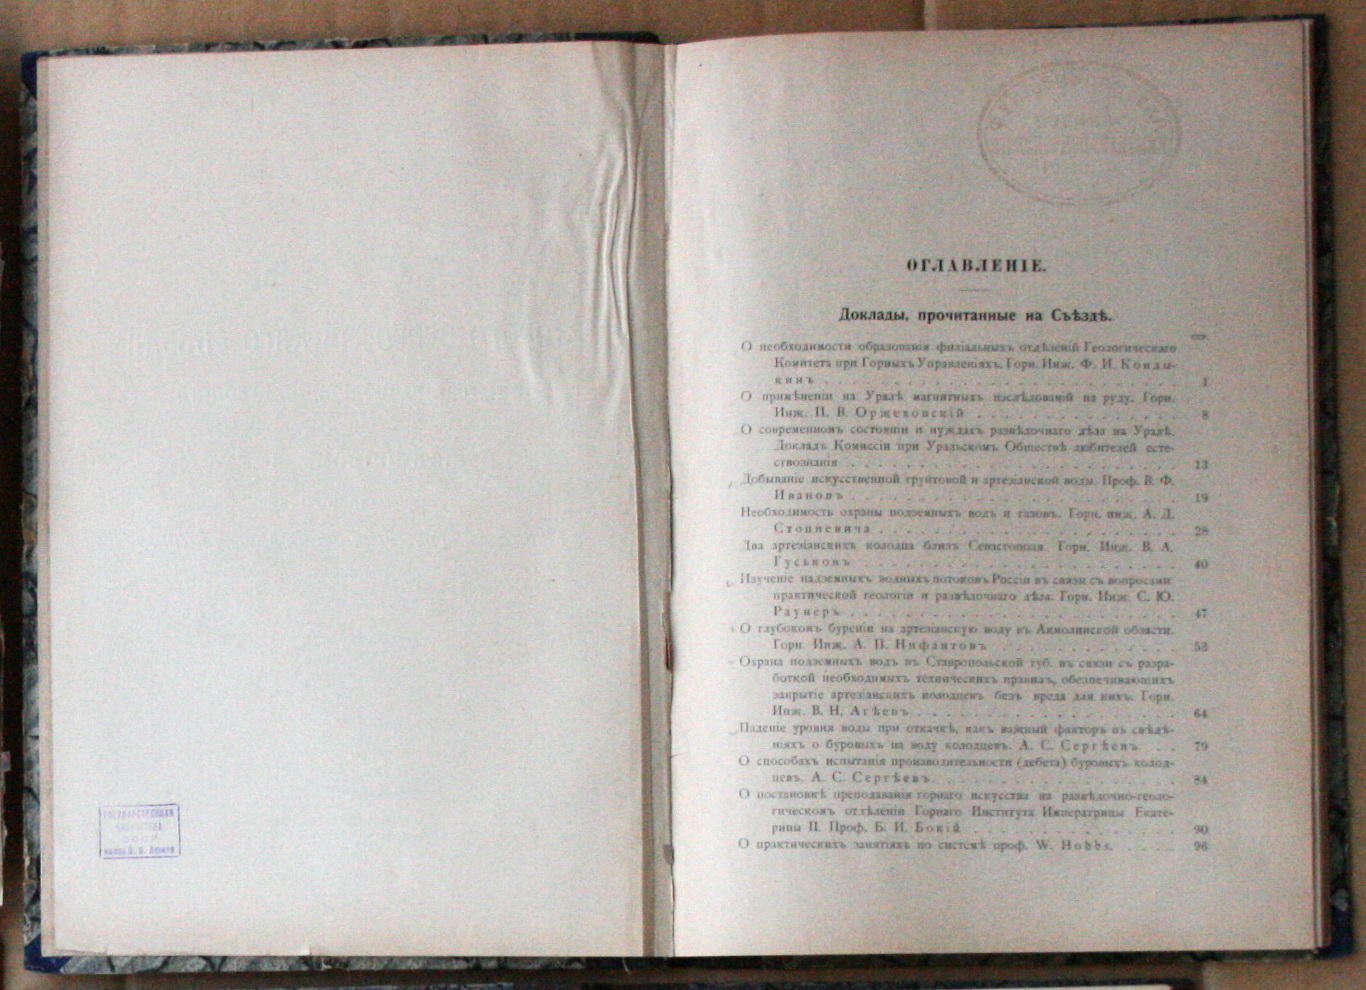 ГОСУДАРСТВЕННАЯ
БИБЛИОТЕКА
СССР
имени В. И. Ленина
ОГЛАВЛЕНІЕ.
Доклады, прочитанные на Съѣздѣ.
СТР.
О необходимости образованія филіальныхъ отдѣленій Геологическаго
Комитета при Горныхъ Управленіяхъ. Горн. Инж. Ф. И. Конды-
кинъ . . . 1
О примѣненіи на Уралѣ магнитныхъ изслѣдованій на руду. Горн.
Инж. П. В. Оржеховскій . . . 8
О современномъ состояніи и нуждахъ развѣдочнаго дѣла на Уралѣ.
Докладъ Комиссіи при Уральскомъ Обществѣ любителей есте-
ствознанія . . . 13
Добываніе искусственной грунтовой и артезіанской воды. Проф. В. Ф.
Ивановъ . . . 19
Необходимость охраны подземныхъ водъ и газовъ. Горн. инж. А. Д.
Стопневича . . . 28
Два артезіанскихъ колодца близъ Севастополя. Горн. Инж. В. А.
Гуськовъ . . . 40
Изученіе надземныхъ водныхъ потоковъ Россіи въ связи съ вопросами
практической геологіи и развѣдочнаго дѣла. Горн. Инж. С. Ю.
Раунеръ . . . 47
О глубокомъ буреніи на артезіанскую воду въ Акмолинской области.
Горн. Инж. А. П. Нифантовъ . . . 53
Охрана подземныхъ водъ въ Ставропольской губ. въ связи съ разра-
боткой необходимыхъ техническихъ правилъ, обезпечивающихъ
закрытіе артезіанскихъ колодцевъ безъ вреда для нихъ. Горн.
Инж. В. Н. Агѣевъ . . . 64
Паденіе уровня воды при откачкѣ, какъ важный факторъ въ свѣдѣ-
ніяхъ о буровыхъ на воду колодцевъ. А. С. Сергѣевъ . . 79
О способахъ испытанія производительности (дебета) буровыхъ колод-
цевъ. А. С. Сергѣевъ . . . 84
О постановкѣ преподаванія горнаго искусства на развѣдочно-геоло-
гическомъ отдѣленіи Горнаго Института Императрицы Екате-
рины II. Проф. Б. И. Бокій . . . 90
О практическихъ занятіяхъ по системѣ проф. W. Hobbs. . . . 96